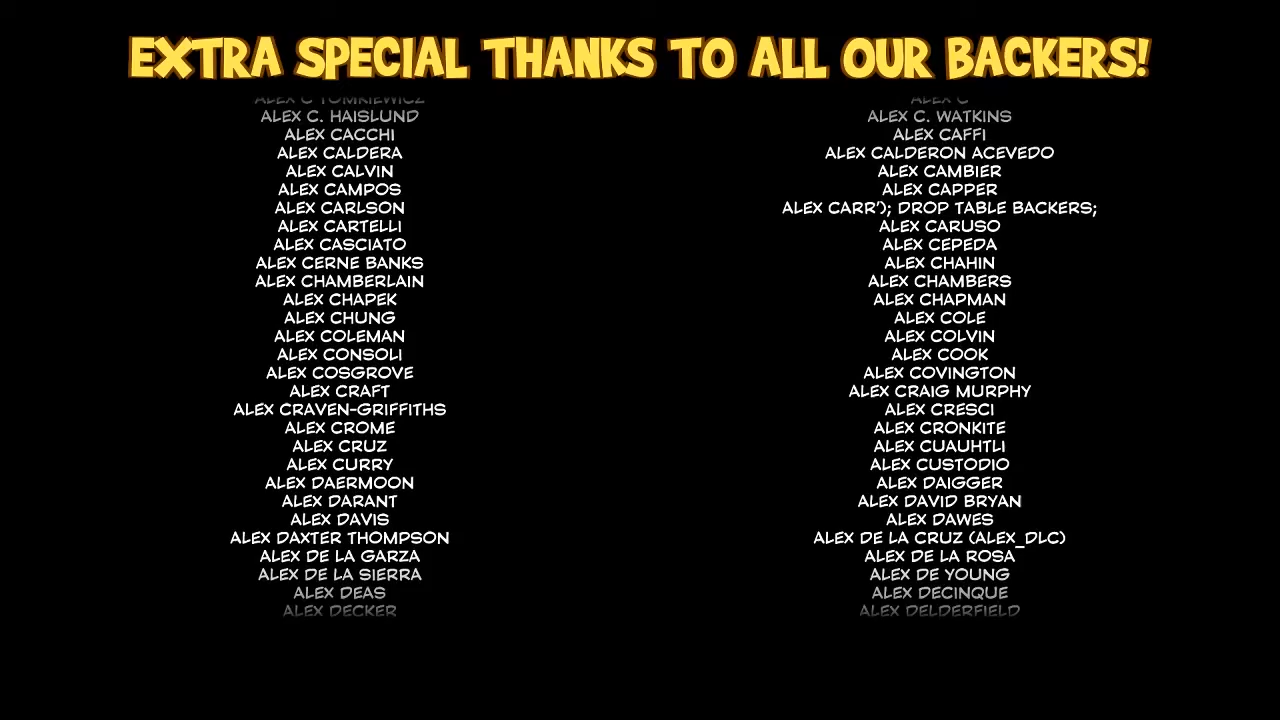 EXTRA SPECIAL THANKS TO ALL OUR BACKERS!
ALEX C TOMKIEWICZ
ALEX C
ALEX C. HAISLUND
ALEX C. WATKINS
ALEX CACCHI
ALEX CAFFI
ALEX CALDERA
ALEX CALDERON ACEVEDO
ALEX CALVIN
ALEX CAMBIER
ALEX CAMPOS
ALEX CAPPER
ALEX CARLSON
ALEX CARR'); DROP TABLE BACKERS;
ALEX CARTELLI
ALEX CARUSO
ALEX CASCIATO
ALEX CEPEDA
ALEX CERNE BANKS
ALEX CHAHIN
ALEX CHAMBERLAIN
ALEX CHAMBERS
ALEX CHAPEK
ALEX CHAPMAN
ALEX CHUNG
ALEX COLE
ALEX COLEMAN
ALEX COLVIN
ALEX CONSOLI
ALEX COOK
ALEX COSGROVE
ALEX COVINGTON
ALEX CRAFT
ALEX CRAIG MURPHY
ALEX CRAVEN-GRIFFITHS
ALEX CRESCI
ALEX CROME
ALEX CRONKITE
ALEX CRUZ
ALEX CUAUHTLI
ALEX CURRY
ALEX CUSTODIO
ALEX DAERMOON
ALEX DAIGGER
ALEX DARANT
ALEX DAVID BRYAN
ALEX DAVIS
ALEX DAWES
ALEX DAXTER THOMPSON
ALEX DE LA CRUZ (ALEX_DLC)
ALEX DE LA GARZA
ALEX DE LA ROSA
ALEX DE LA SIERRA
ALEX DE YOUNG
ALEX DEAS
ALEX DECINQUE
ALEX DECKER
ALEX DELDERFIELD